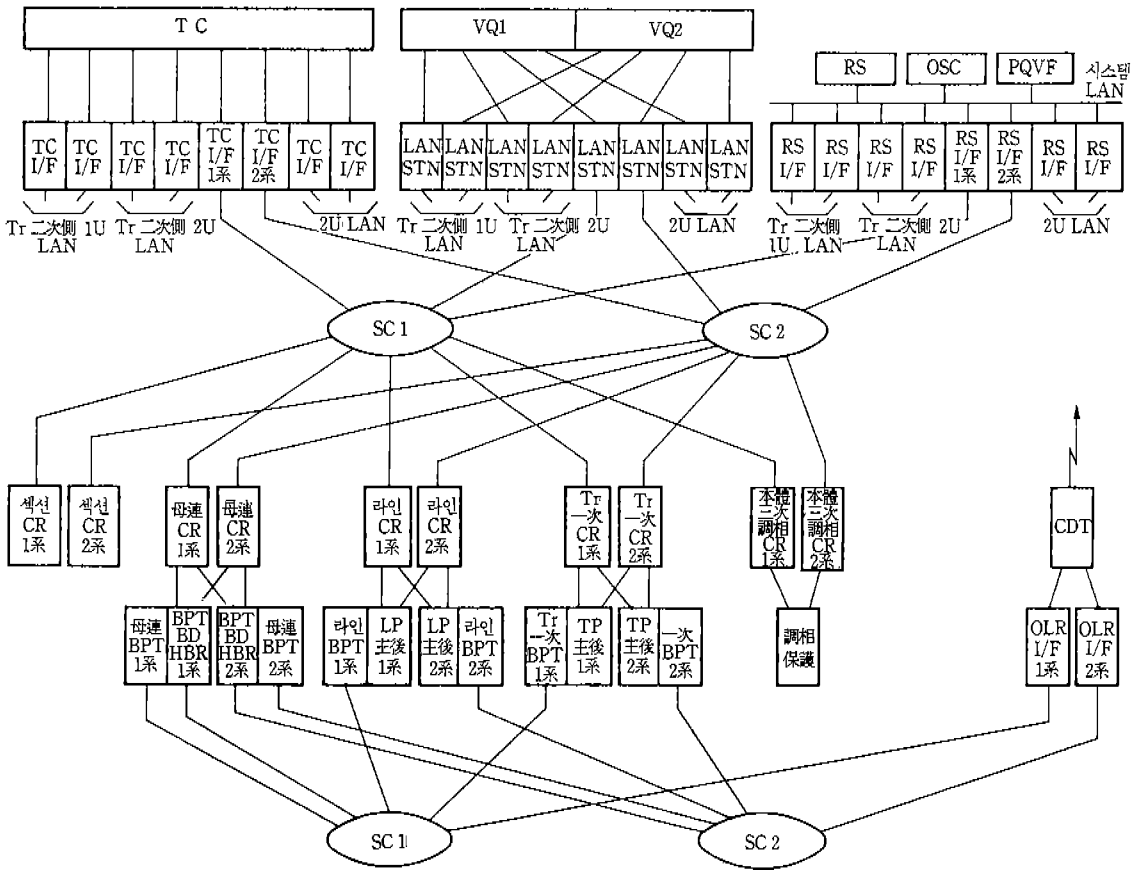 T C
VQ1
VQ2
RS
OSC
PQVF
시스템
LAN
TC
I/F
TC
I/F
TC
I/F
TC
I/F
TC
I/F
1系
TC
I/F
2系
TC
I/F
TC
I/F
LAN
STN
LAN
STN
LAN
STN
LAN
STN
LAN
STN
LAN
STN
LAN
STN
LAN
STN
RS
I/F
RS
I/F
RS
I/F
RS
I/F
RS
I/F
1系
RS
I/F
2系
RS
I/F
RS
I/F
Tr 二次側 1U
LAN
Tr 二次側 2U
LAN
2U LAN
Tr 二次側 1U
LAN
Tr 二次側 2U
LAN
2U LAN
Tr 二次側
1U LAN
Tr 二次側 2U
LAN
2U LAN
SC 1
SC 2
섹션
CR
1系
섹션
CR
2系
母連
CR
1系
母連
CR
2系
라인
CR
1系
라인
CR
2系
Tr
一次
CR
1系
Tr
一次
CR
2系
本體
三次
調相
CR
1系
本體
三次
調相
CR
2系
CDT
母連
BPT
1系
BPT
BD
HBR
1系
BPT
BD
HBR
2系
母連
BPT
2系
라인
BPT
1系
LP
主後
1系
LP
主後
2系
라인
BPT
2系
Tr
一次
BPT
1系
TP
主後
1系
TP
主後
2系
一次
BPT
2系
調相
保護
OLR
I/F
1系
OLR
I/F
2系
SC 1
SC 2